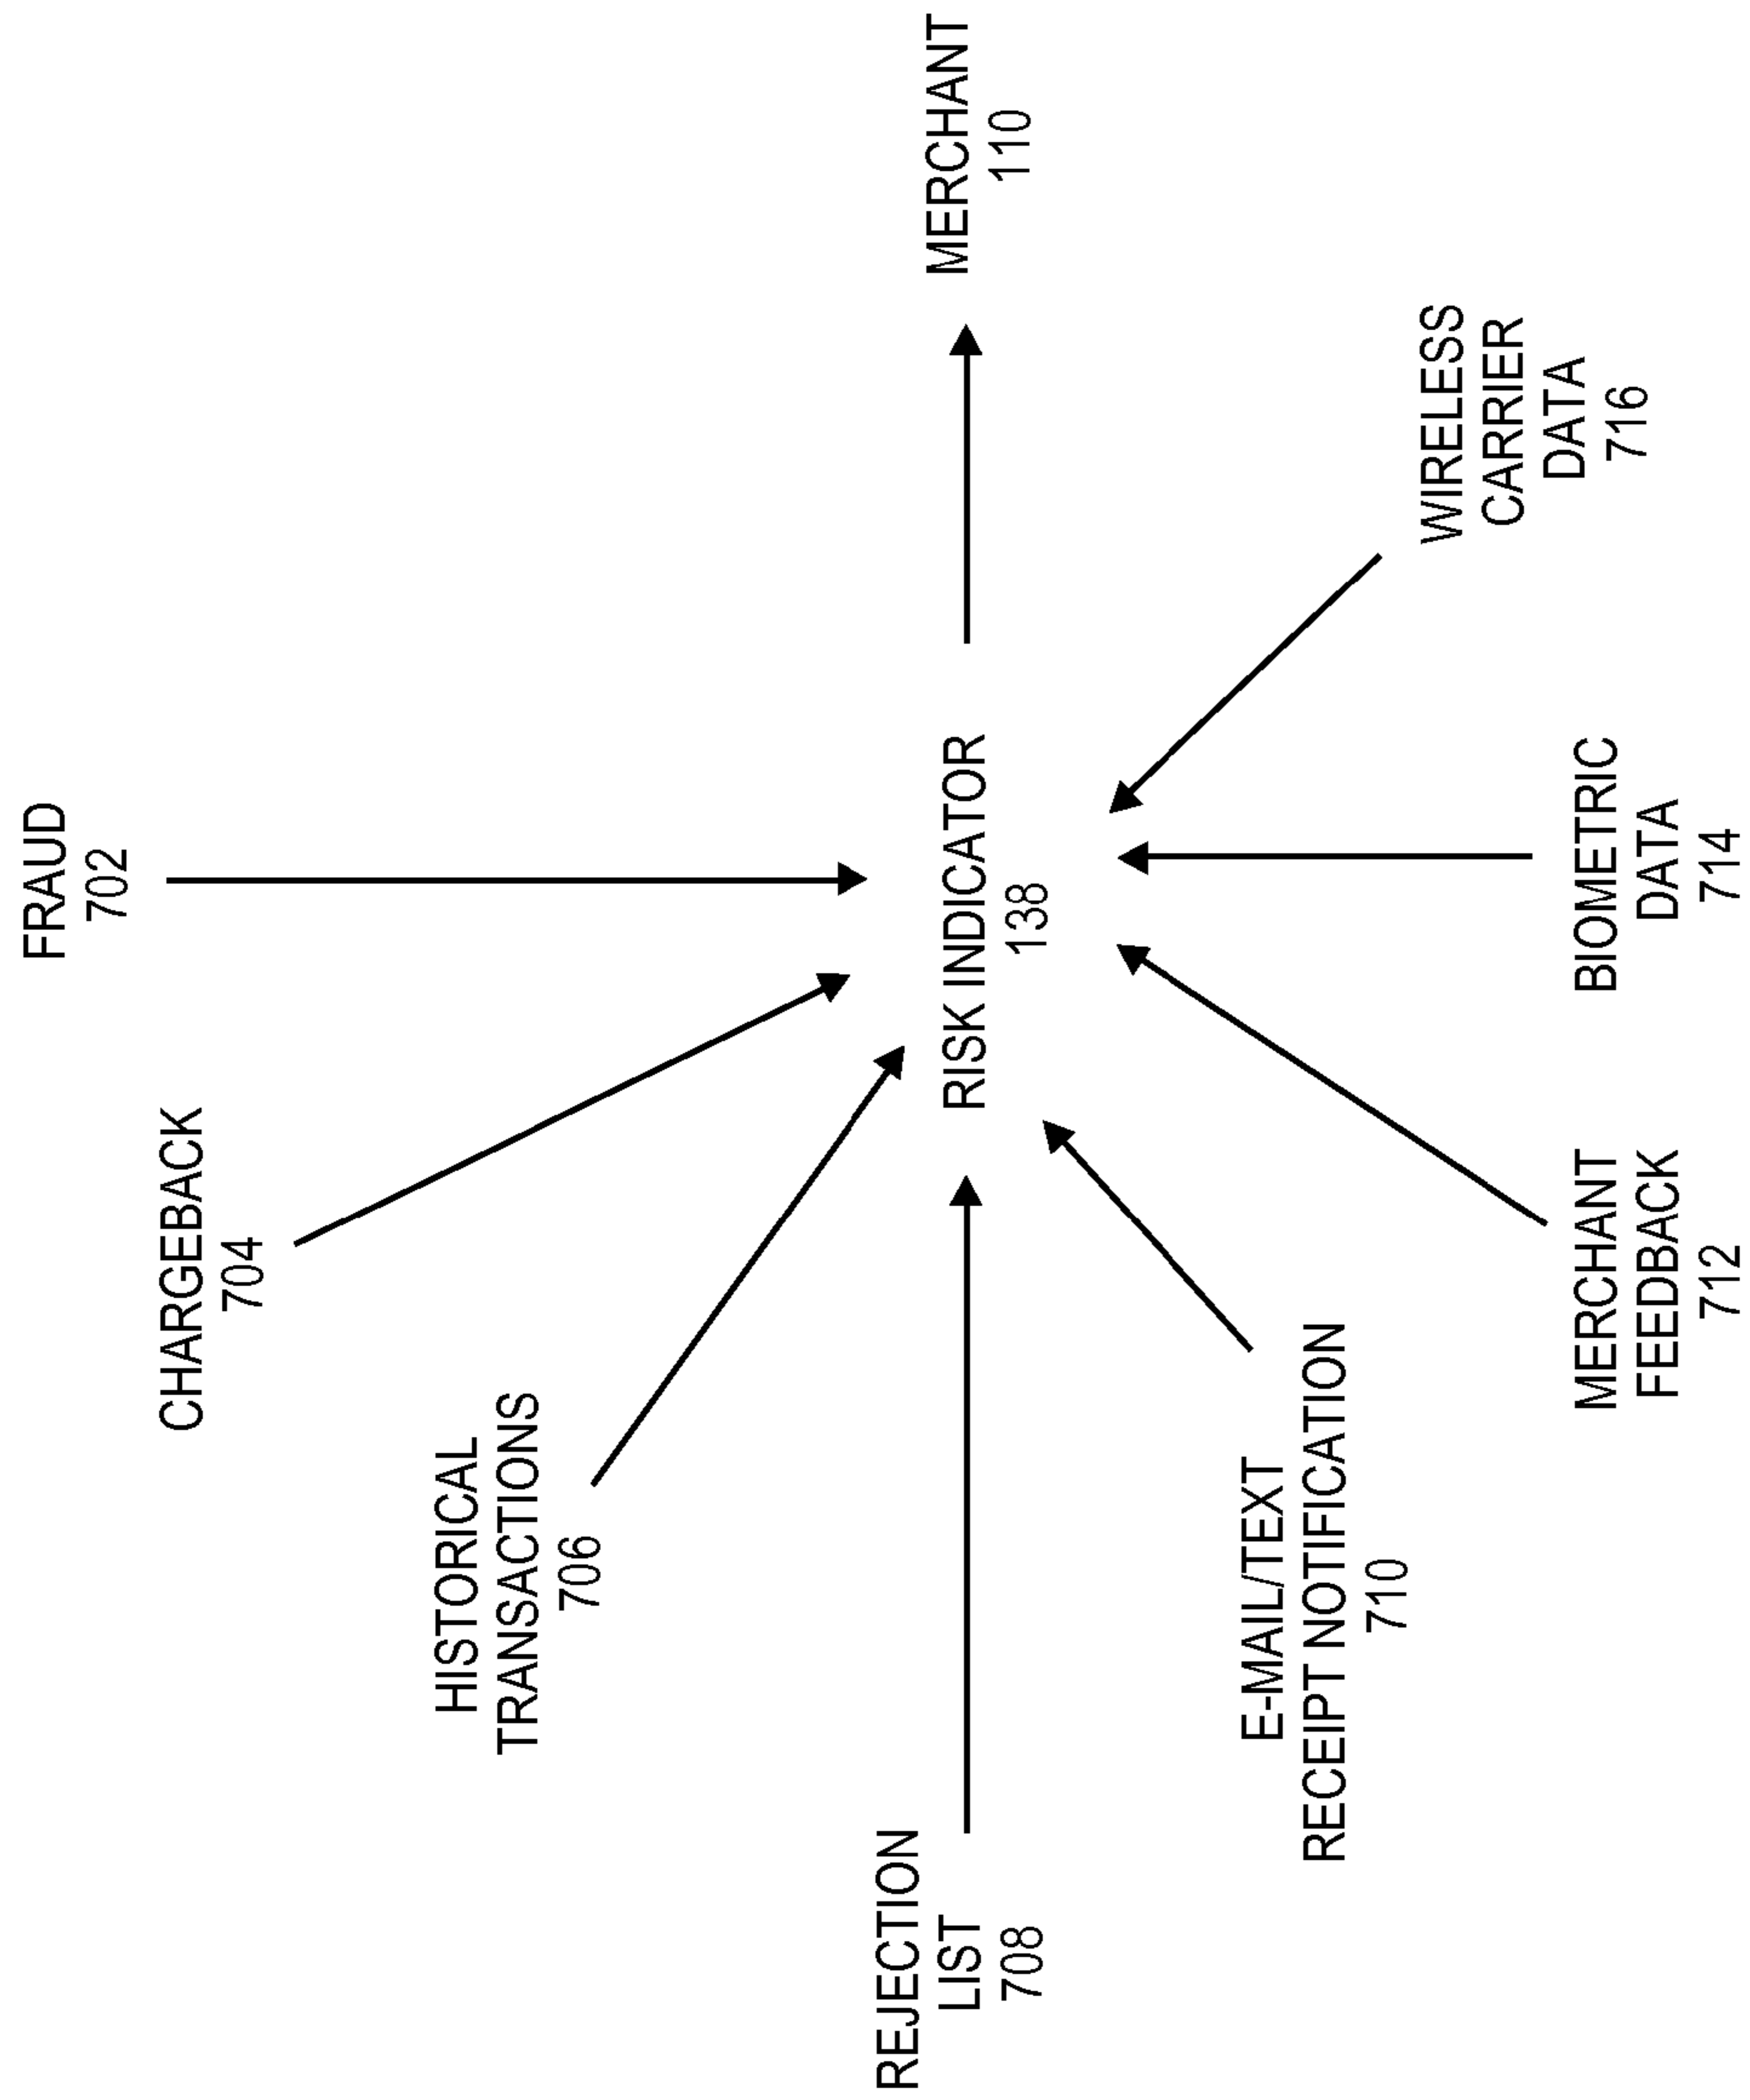 FRAUD
702
CHARGEBACK
704
HISTORICAL
TRANSACTIONS
706
REJECTION
LIST
708
RISK INDICATOR
138
MERCHANT
110
E-MAIL/TEXT
RECEIPT NOTIFICATION
710
MERCHANT
FEEDBACK
712
BIOMETRIC
DATA
714
WIRELESS
CARRIER
DATA
716